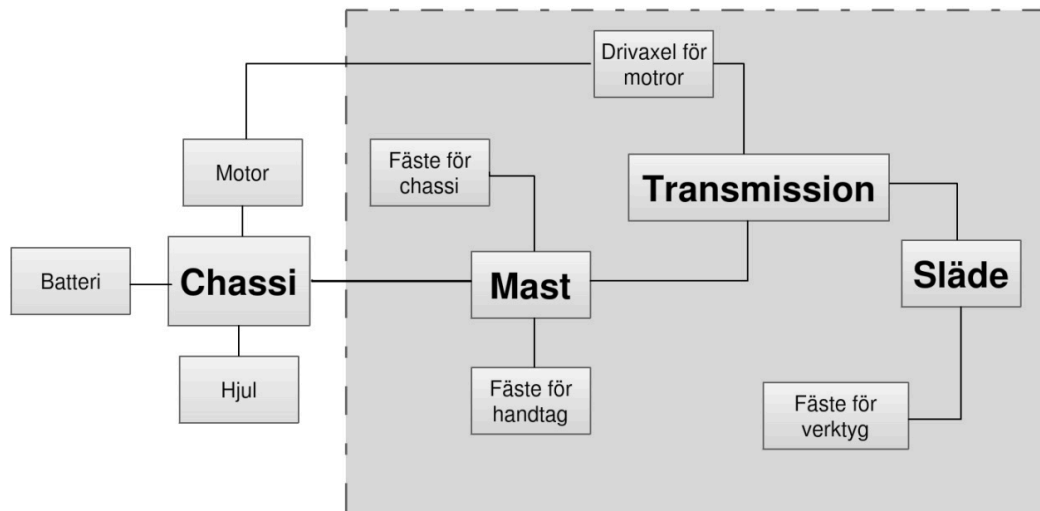 Drivaxel för
motror
Motor
Fäste för
chassi
Transmission
Batteri
Chassi
Mast
Släde
Hjul
Fäste för
handtag
Fäste för
verktyg